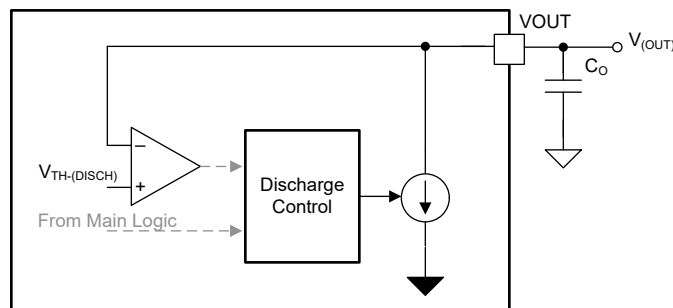 VOUT
V(OUT)
CO
−
VTH-(DISCH)
+
Discharge
Control
From Main Logic